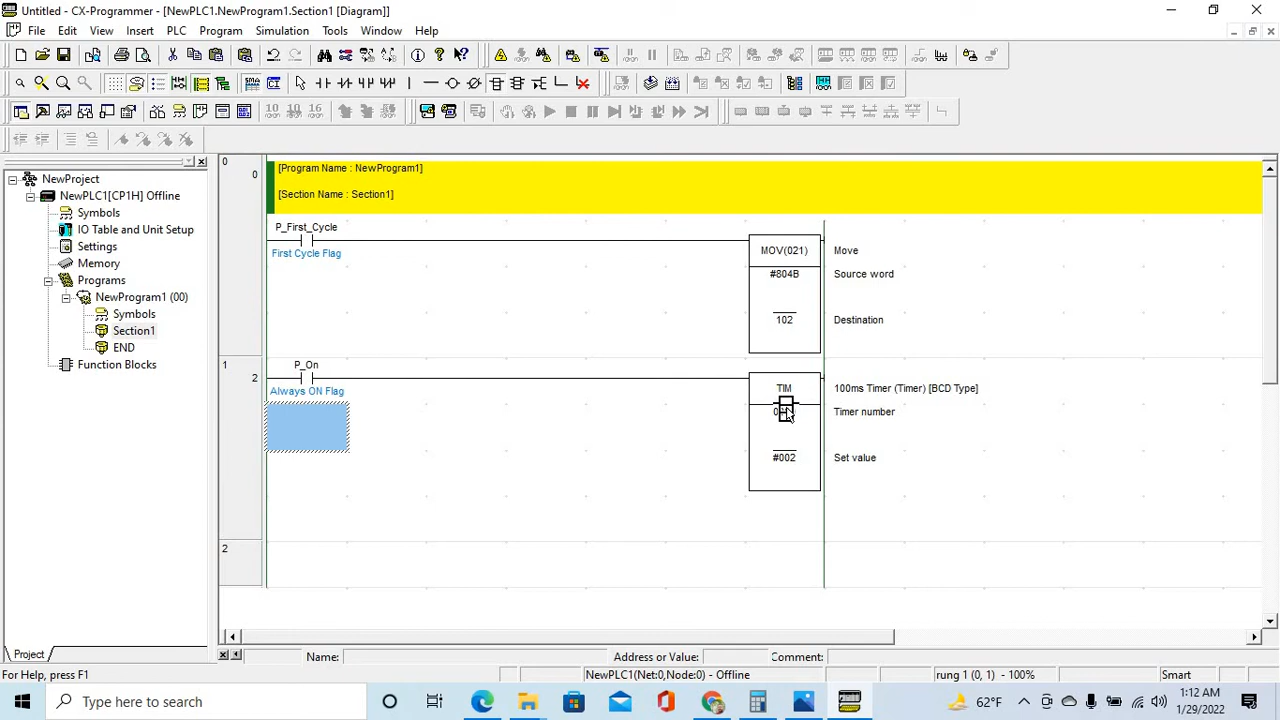 Untitled - CX-Programmer - [NewPLC1.NewProgram1.Section1 [Diagram]]
File Edit View Insert PLC Program Simulation Tools Window Help
NewProject
NewPLC1[CP1H] Offline
Symbols
IO Table and Unit Setup
Settings
Memory
Programs
NewProgram1 (00)
Symbols
Section1
END
Function Blocks
Project
0
0
[Program Name : NewProgram1]
[Section Name : Section1]
P_First_Cycle
First Cycle Flag
MOV(021) Move
#804B Source word
102 Destination
1
2
P_On
Always ON Flag
TIM 100ms Timer (Timer) [BCD Type]
Timer number
#002 Set value
2
Name: Address or Value: Comment:
For Help, press F1
NewPLC1(Net:0,Node:0) - Offline
rung 1 (0, 1) - 100%
Smart
Type here to search
62°F
1:12 AM
1/29/2022